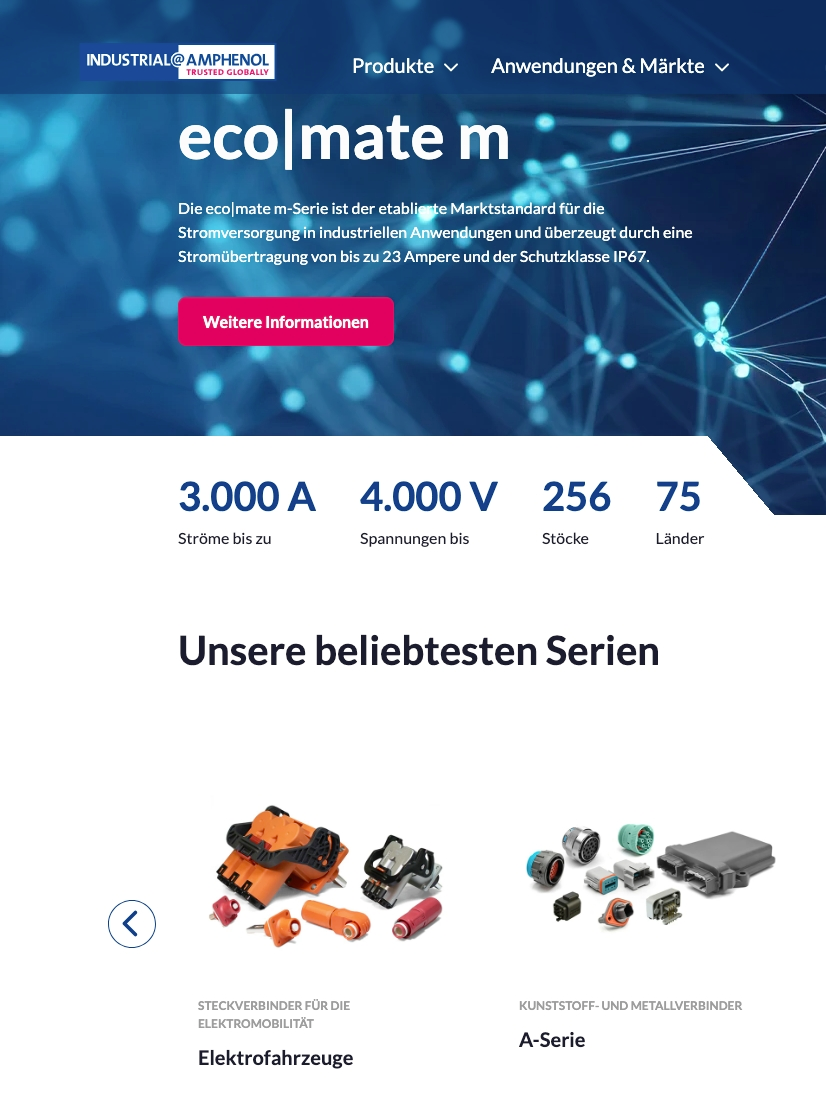 INDUSTRIAL@AMPHENOL
TRUSTED GLOBALLY
Produkte
Anwendungen & Märkte
eco|mate m
Die eco|mate m-Serie ist der etablierte Marktstandard für die
Stromversorgung in industriellen Anwendungen und überzeugt durch eine
Stromübertragung von bis zu 23 Ampere und der Schutzklasse IP67.
Weitere Informationen
3.000 A
4.000 V
256
75
Ströme bis zu
Spannungen bis
Stöcke
Länder
Unsere beliebtesten Serien
STECKVERBINDER FÜR DIE
ELEKTROMOBILITÄT
Elektrofahrzeuge
KUNSTSTOFF- UND METALLVERBINDER
A-Serie